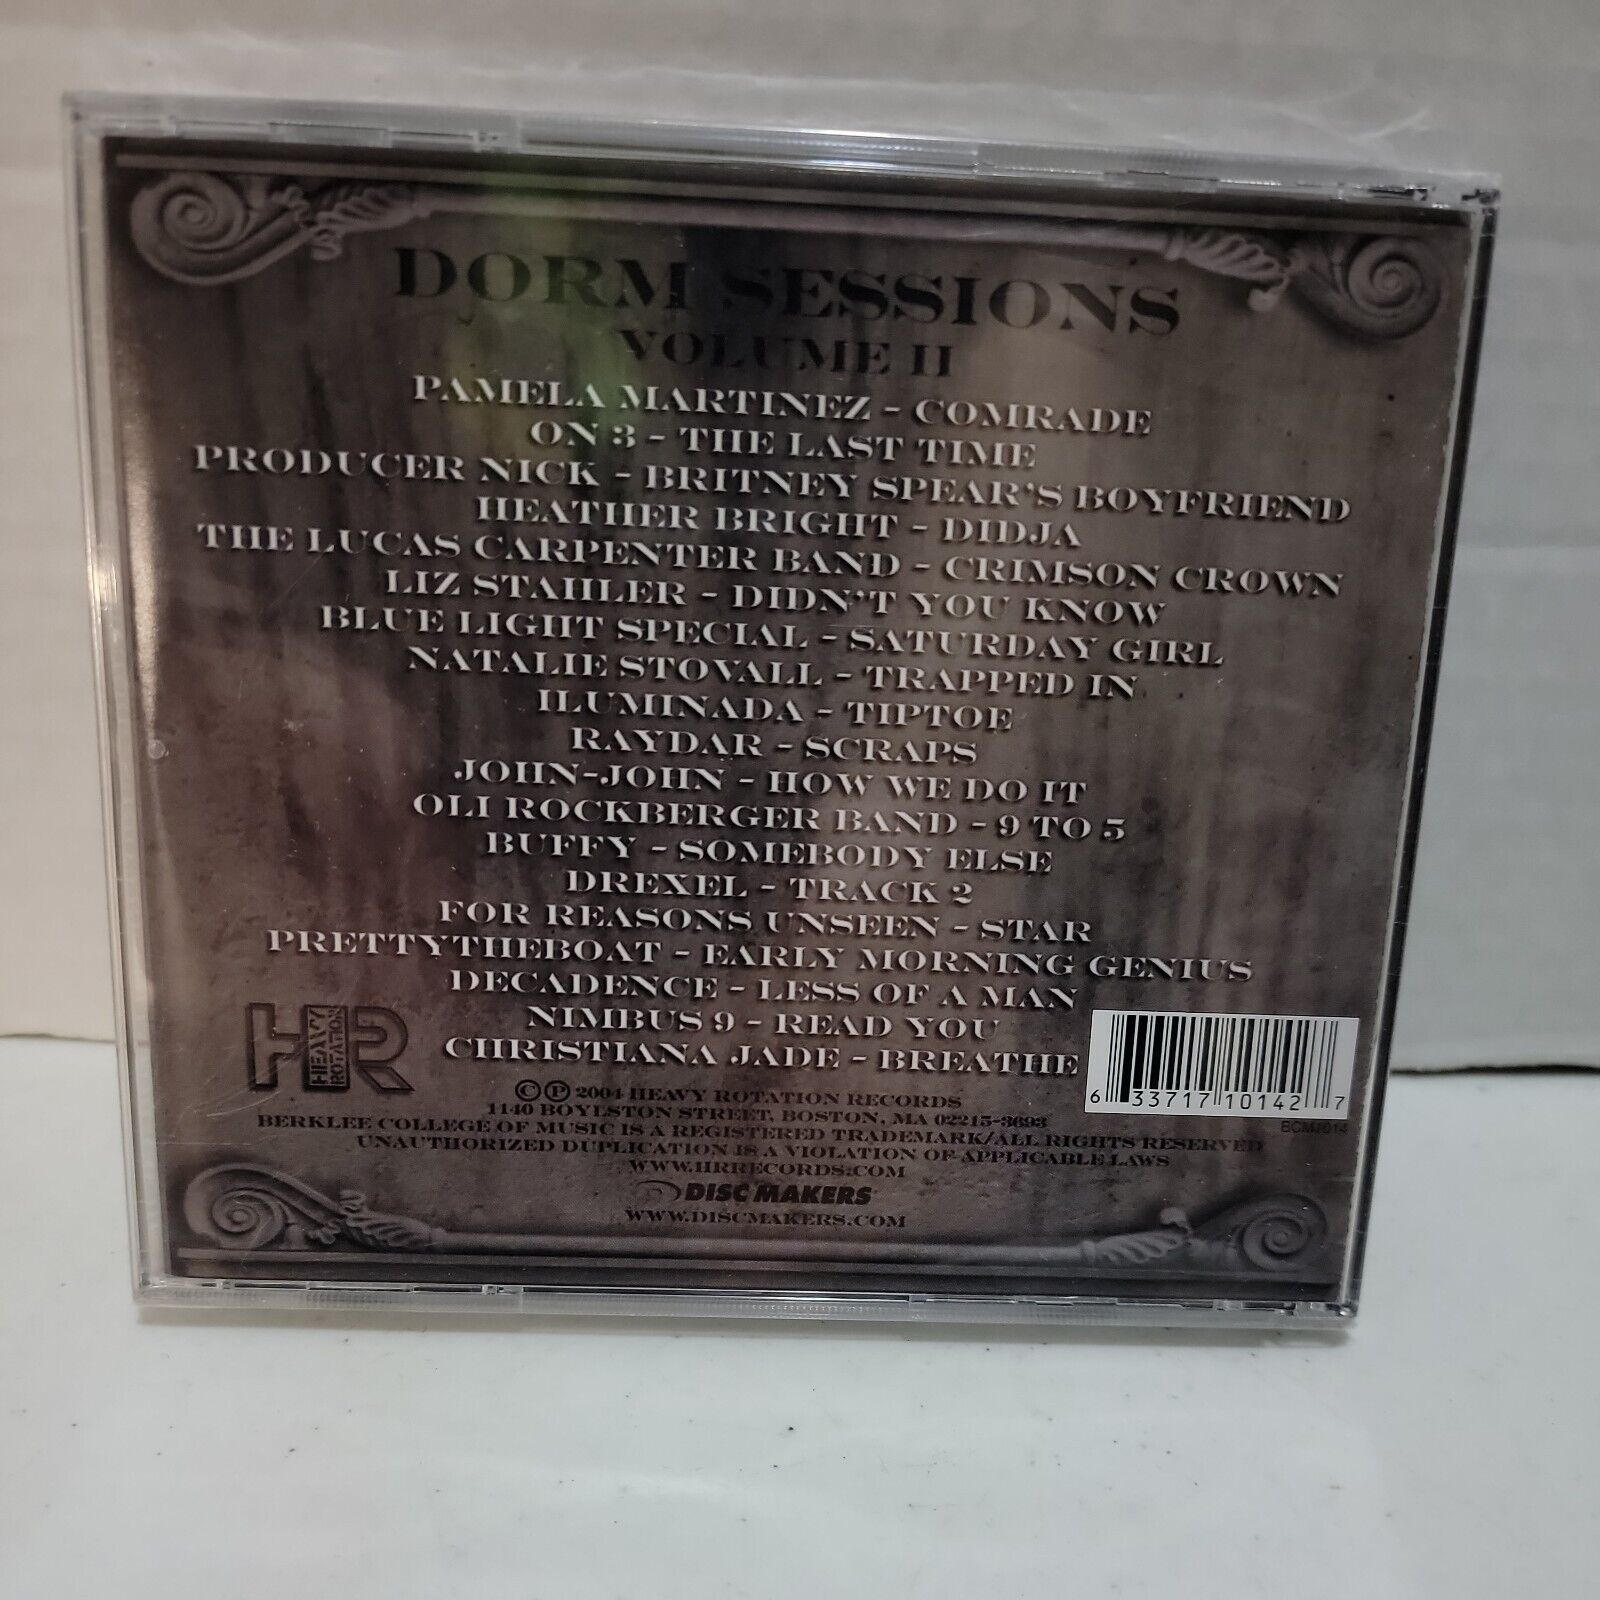 DORM SESSIONS
VOLUME II
PAMELA MARTINEZ - COMRADE
ON 3 - THE LAST TIME
PRODUCER NICK - BRITNEY SPEAR'S BOYFRIEND
HEATHER BRIGHT - DIDJA
THE LUCAS CARPENTER BAND - CRIMSON CROWN
LIZ STAHLER - DIDN'T YOU KNOW
BLUE LIGHT SPECIAL - SATURDAY GIRL
NATALIE STOVALL - TRAPPED IN
ILUMINADA - TIPTOE
RAYDAR - SCRAPS
JOHN-JOHN - HOW WE DO IT
OLI ROCKBERGER BAND - 9 TO 5
BUFFY - SOMEBODY ELSE
DREXEL - TRACK 2
FOR REASONS UNSEEN - STAR
PRETTYTHEBOAT - EARLY MORNING GENIUS
DECADENCE - LESS OF A MAN
NIMBUS 9 - READ YOU
CHRISTIANA JADE - BREATHE
HR HEAVY ROTATION
6 33717 10142 7
BCM1014
© ℗ 2004 HEAVY ROTATION RECORDS
1140 BOYLSTON STREET, BOSTON, MA 02215-3693
BERKLEE COLLEGE OF MUSIC IS A REGISTERED TRADEMARK/ALL RIGHTS RESERVED
UNAUTHORIZED DUPLICATION IS A VIOLATION OF APPLICABLE LAWS
WWW.HRRECORDS.COM
DISC MAKERS
WWW.DISCMAKERS.COM